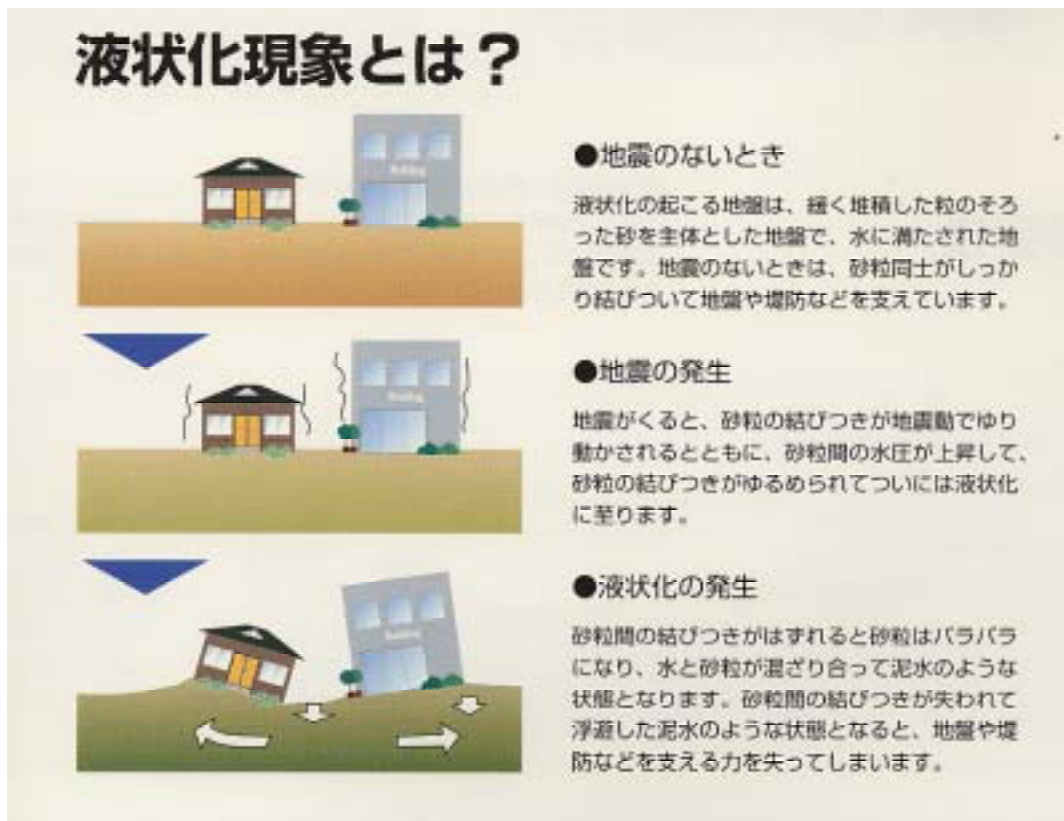 液状化現象とは？
●地震のないとき
液状化の起こる地盤は、緩く堆積した粒のそろ
った砂を主体とした地盤で、水に満たされた地
盤です。地震のないときは、砂粒同士がしっか
り結びついて地盤や堤防などを支えています。
●地震の発生
地震がくると、砂粒の結びつきが地震動でゆり
動かされるとともに、砂粒間の水圧が上昇して、
砂粒の結びつきがゆるめられてついには液状化
に至ります。
●液状化の発生
砂粒間の結びつきがはずれると砂粒はバラバラ
になり、水と砂粒が混ざり合って泥水のような
状態となります。砂粒間の結びつきが失われて
浮遊した泥水のような状態となると、地盤や堤
防などを支える力を失ってしまいます。